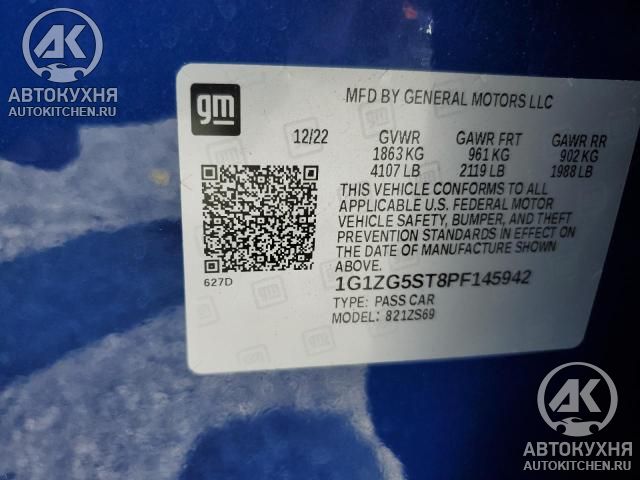 AK
АВТОКУХНЯ
AUTOKITCHEN.RU
gm
MFD BY GENERAL MOTORS LLC
12/22 GVWR GAWR FRT GAWR RR
1863 KG 961 KG 902 KG
4107 LB 2119 LB 1988 LB
THIS VEHICLE CONFORMS TO ALL
APPLICABLE U.S. FEDERAL MOTOR
VEHICLE SAFETY, BUMPER, AND THEFT
PREVENTION STANDARDS IN EFFECT ON
THE DATE OF MANUFACTURE SHOWN
ABOVE.
627D
1G1ZG5ST8PF145942
TYPE: PASS CAR
MODEL: 821ZS69
AK
АВТОКУХНЯ
AUTOKITCHEN.RU